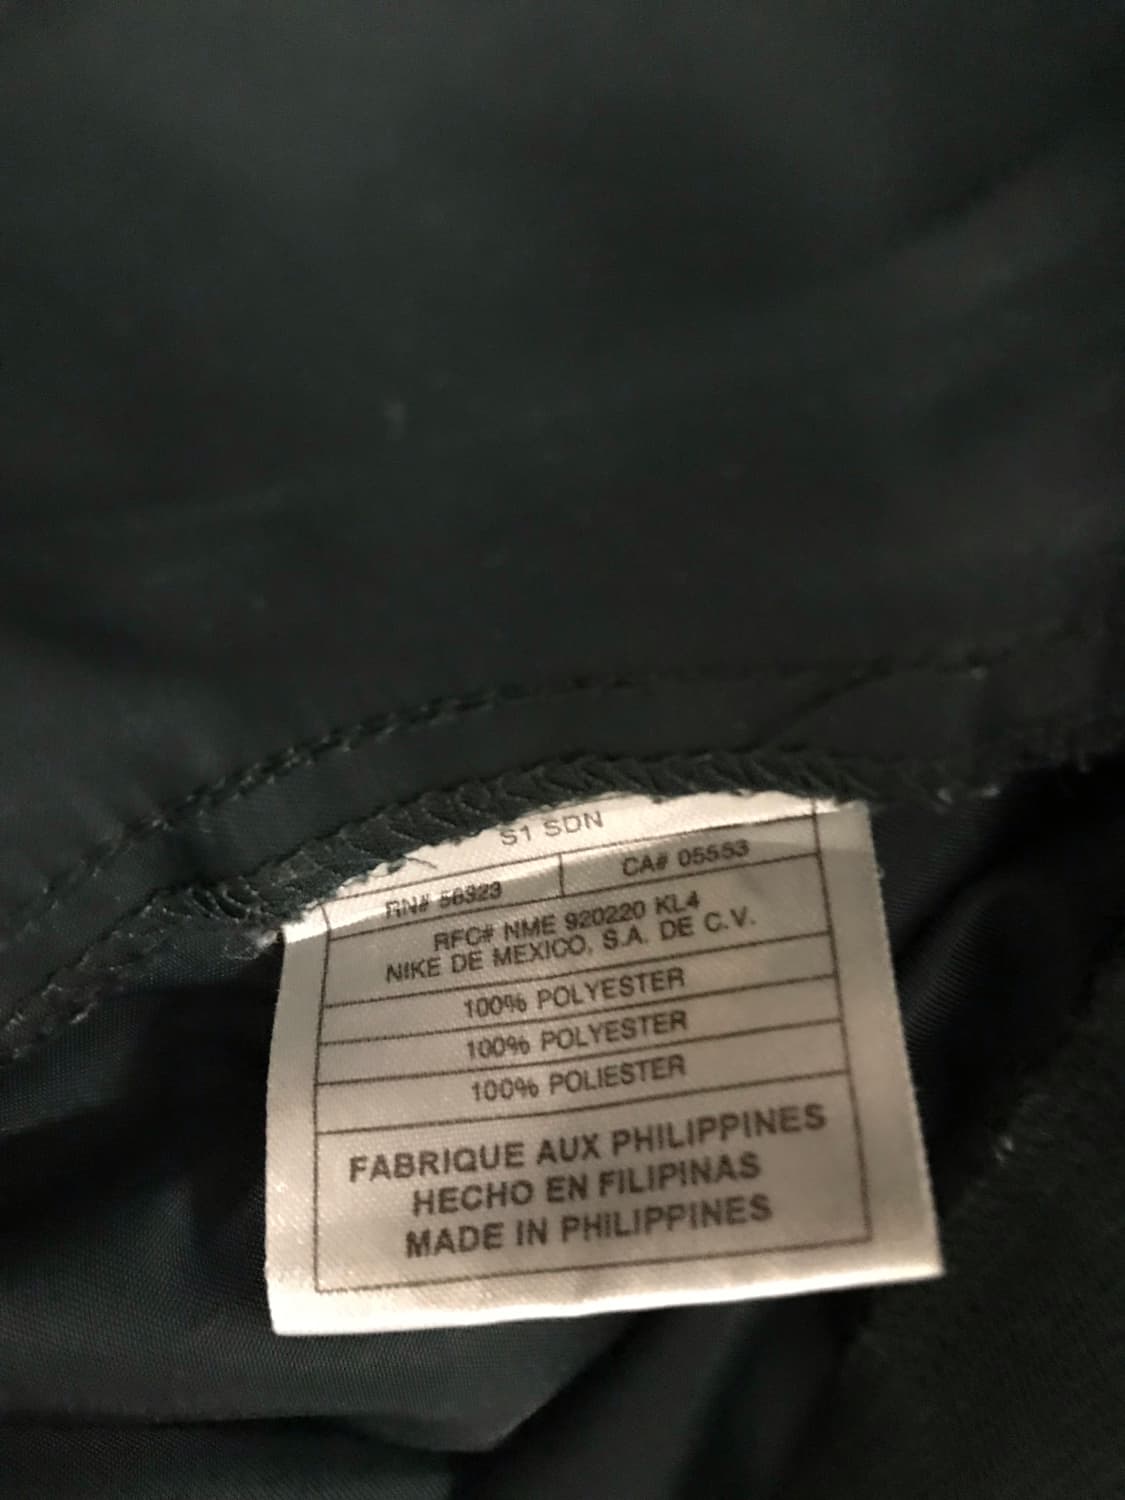 S1 SDN
RN# 56323 CA# 05553
RFC# NME 920220 KL4
NIKE DE MEXICO, S.A. DE C.V.
100% POLYESTER
100% POLYESTER
100% POLIESTER
FABRIQUE AUX PHILIPPINES
HECHO EN FILIPINAS
MADE IN PHILIPPINES